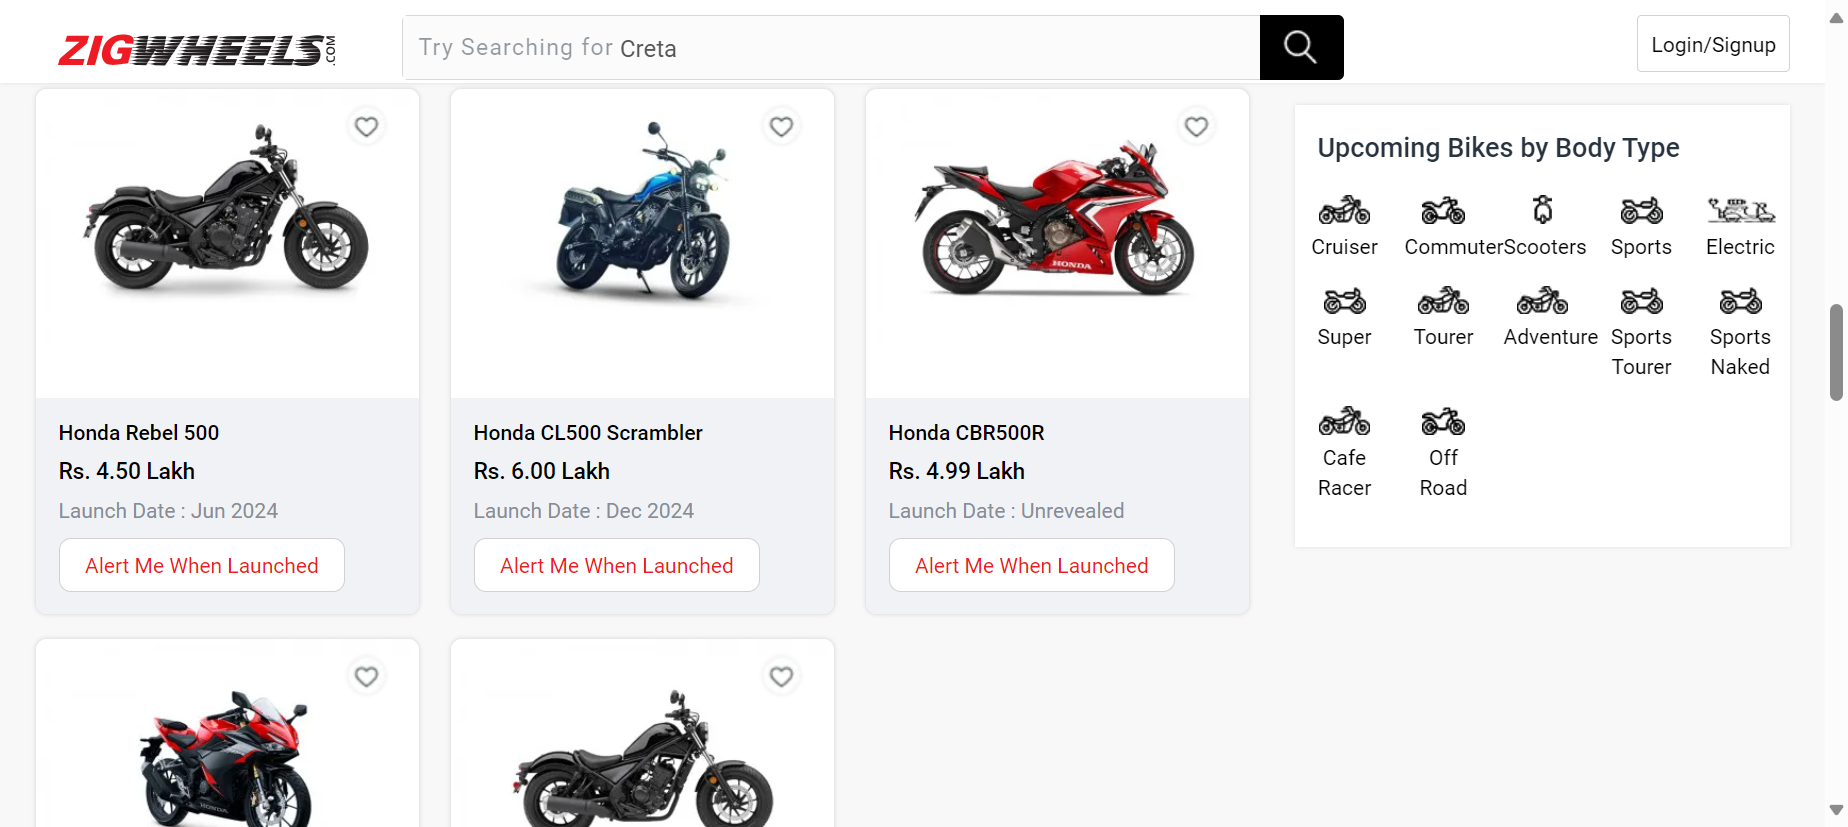 ZIGWHEELS.COM
Try Searching for Creta
Login/Signup
Honda Rebel 500
Rs. 4.50 Lakh
Launch Date : Jun 2024
Alert Me When Launched
Honda CL500 Scrambler
Rs. 6.00 Lakh
Launch Date : Dec 2024
Alert Me When Launched
HONDA
Honda CBR500R
Rs. 4.99 Lakh
Launch Date : Unrevealed
Alert Me When Launched
HONDA
Upcoming Bikes by Body Type
Cruiser
Commuter
Scooters
Sports
Electric
Super
Tourer
Adventure
Sports
Tourer
Sports
Naked
Cafe
Racer
Off
Road